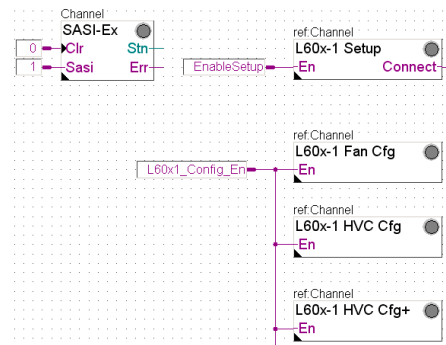 Channel
SASI-Ex
0
Clr
Stn
1
Sasi
Err
ref:Channel
L60x-1 Setup
EnableSetup
En
Connect
ref:Channel
L60x-1 Fan Cfg
L60x1_Config_En
En
ref:Channel
L60x-1 HVC Cfg
En
ref:Channel
L60x-1 HVC Cfg+
En